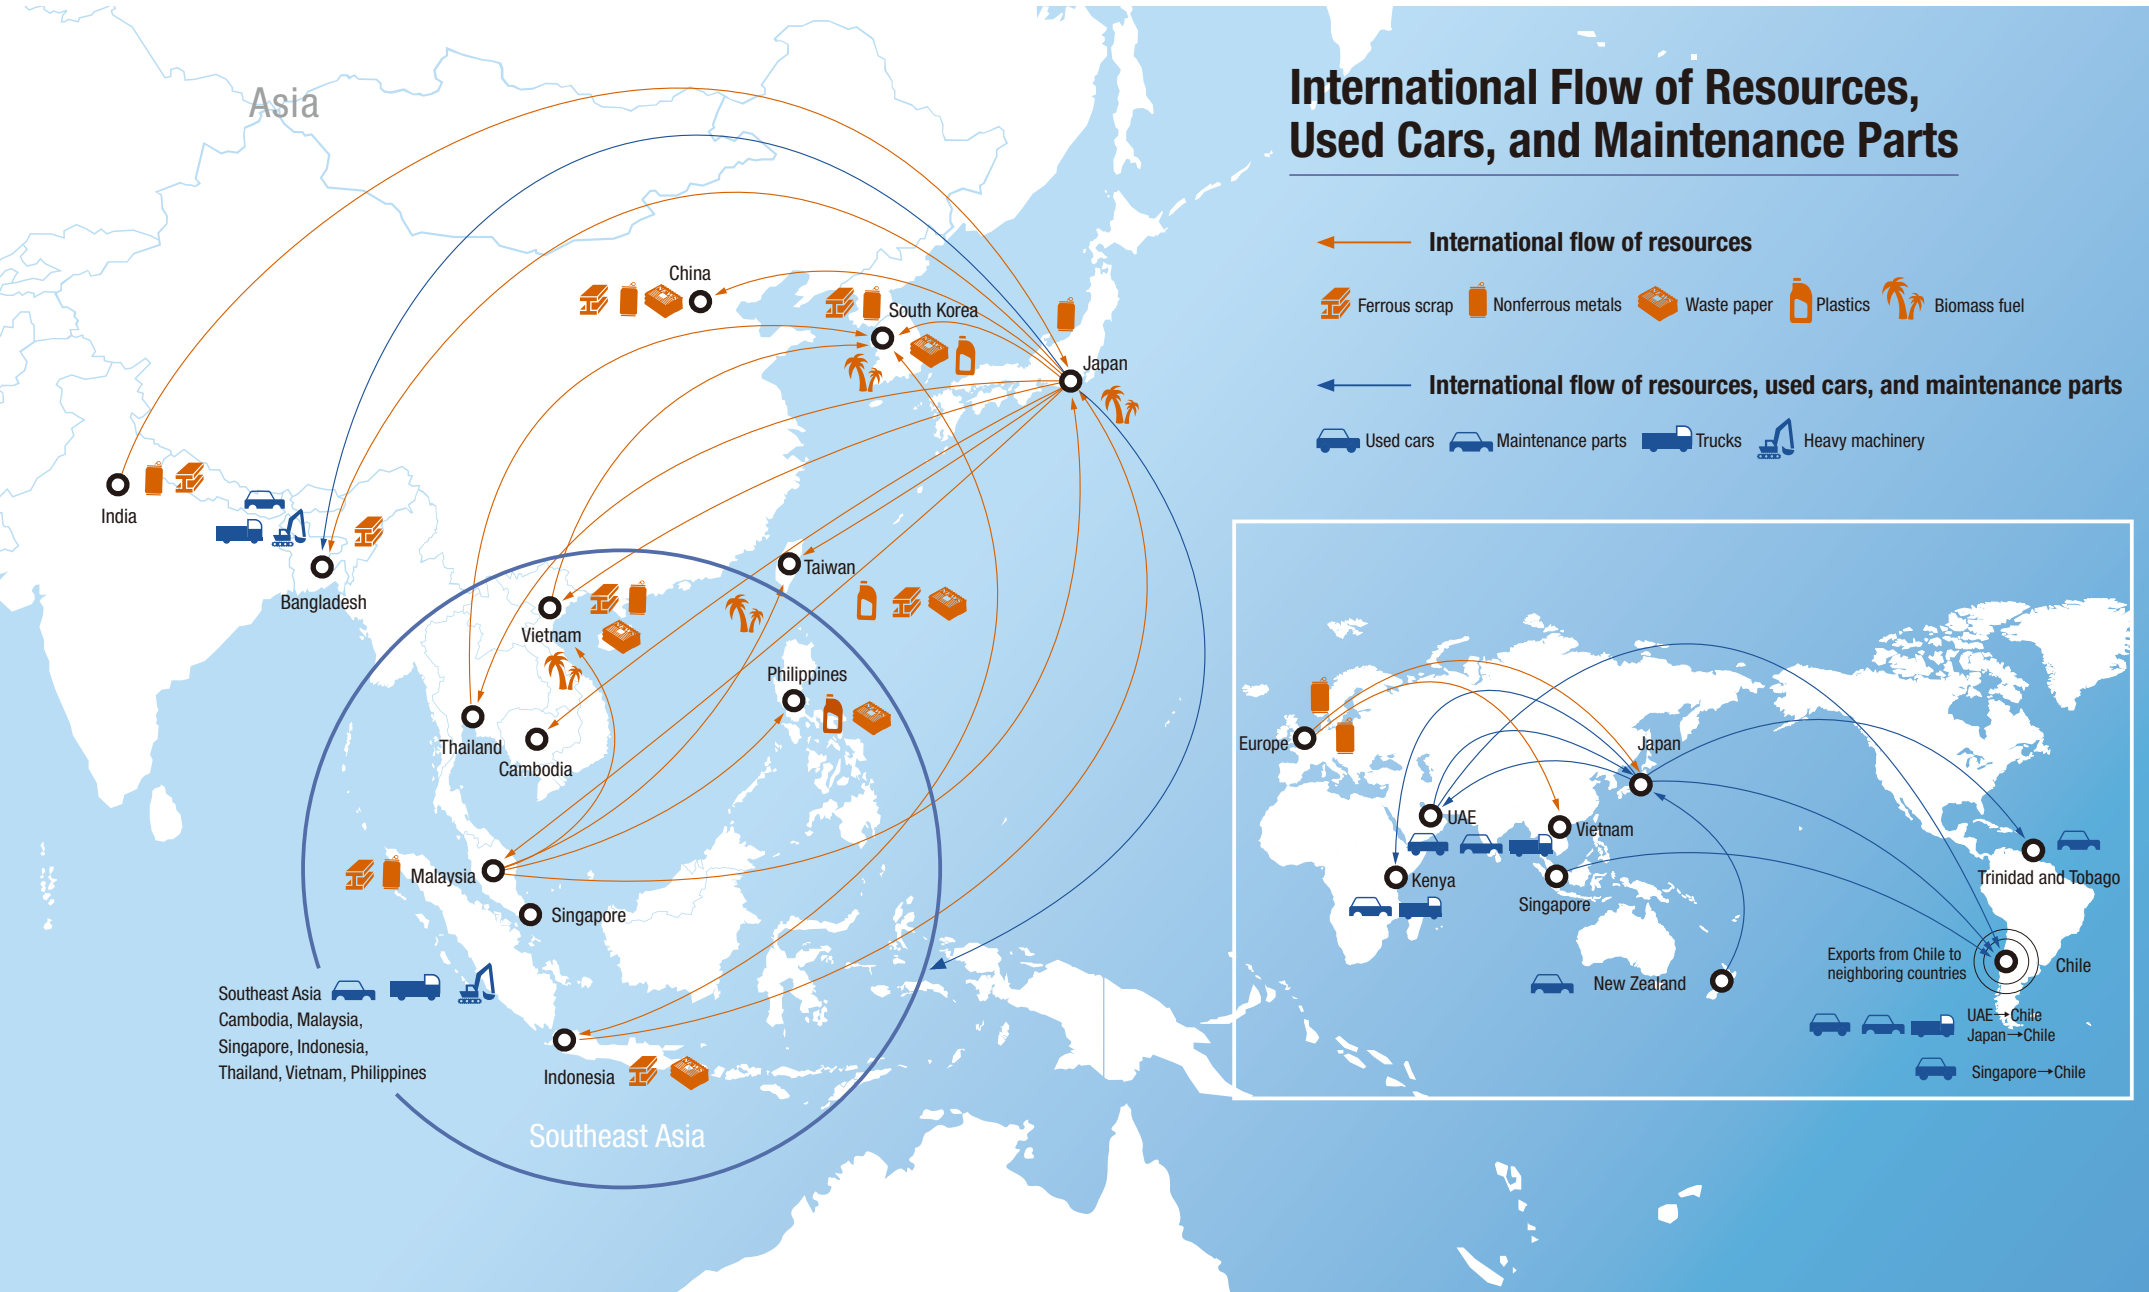 International Flow of Resources,
Used Cars, and Maintenance Parts
International flow of resources
Ferrous scrap
Nonferrous metals
Waste paper
Plastics
Biomass fuel
International flow of resources, used cars, and maintenance parts
Used cars
Maintenance parts
Trucks
Heavy machinery
Asia
China
South Korea
Japan
India
Bangladesh
Taiwan
Vietnam
Philippines
Thailand
Cambodia
Malaysia
Singapore
Indonesia
Southeast Asia
Cambodia, Malaysia,
Singapore, Indonesia,
Thailand, Vietnam, Philippines
Southeast Asia
Europe
Japan
UAE
Vietnam
Kenya
Singapore
Trinidad and Tobago
New Zealand
Exports from Chile to
neighboring countries
Chile
UAE→Chile
Japan→Chile
Singapore→Chile